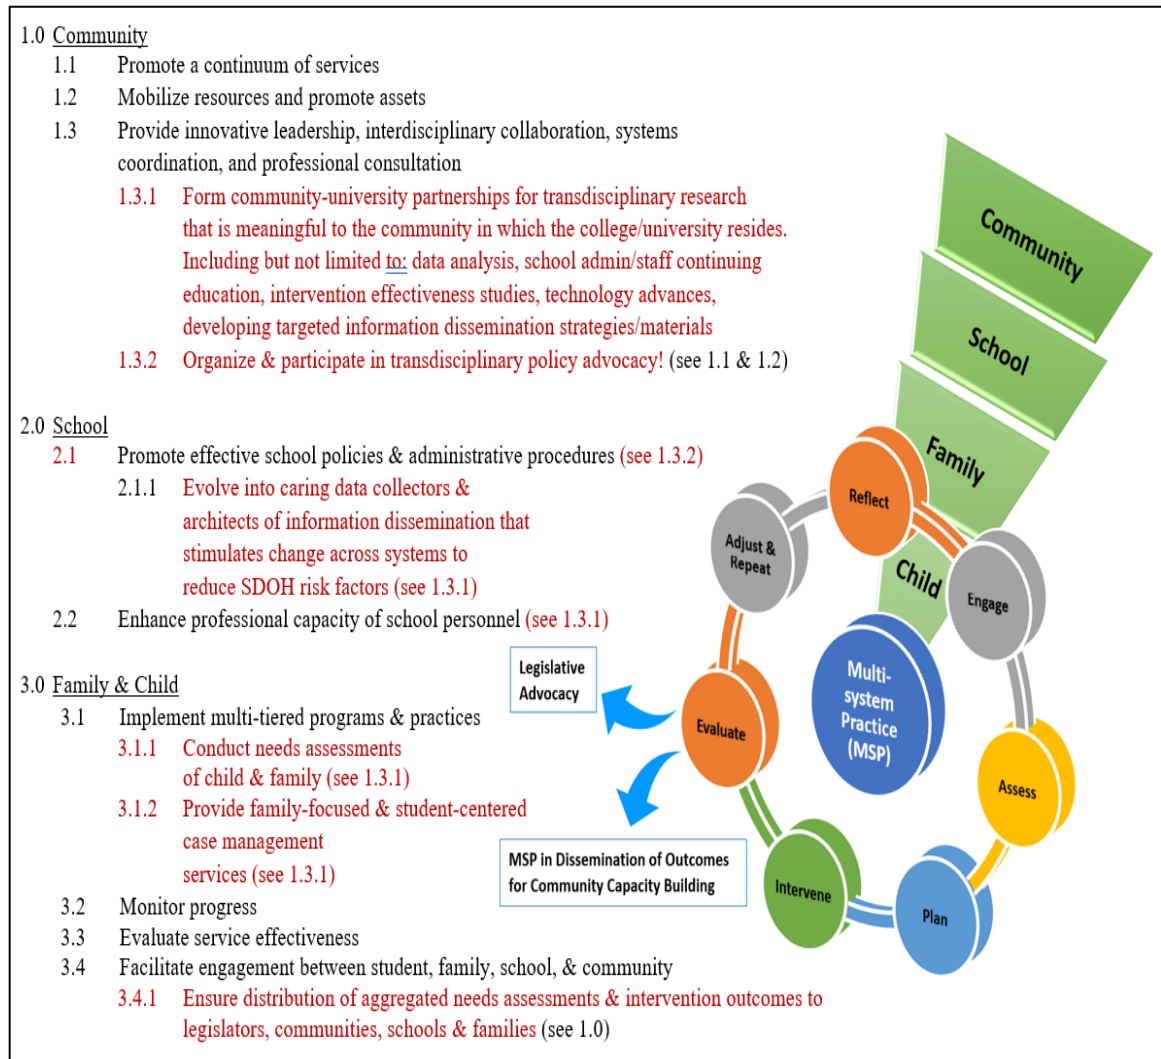 1.0 Community
1.1 Promote a continuum of services
1.2 Mobilize resources and promote assets
1.3 Provide innovative leadership, interdisciplinary collaboration, systems
coordination, and professional consultation
1.3.1 Form community-university partnerships for transdisciplinary research
that is meaningful to the community in which the college/university resides.
Including but not limited to: data analysis, school admin/staff continuing
education, intervention effectiveness studies, technology advances,
developing targeted information dissemination strategies/materials
1.3.2 Organize & participate in transdisciplinary policy advocacy! (see 1.1 & 1.2)
2.0 School
2.1 Promote effective school policies & administrative procedures (see 1.3.2)
2.1.1 Evolve into caring data collectors &
architects of information dissemination that
stimulates change across systems to
reduce SDOH risk factors (see 1.3.1)
2.2 Enhance professional capacity of school personnel (see 1.3.1)
3.0 Family & Child
3.1 Implement multi-tiered programs & practices
3.1.1 Conduct needs assessments
of child & family (see 1.3.1)
3.1.2 Provide family-focused & student-centered
case management
services (see 1.3.1)
3.2 Monitor progress
3.3 Evaluate service effectiveness
3.4 Facilitate engagement between student, family, school, & community
3.4.1 Ensure distribution of aggregated needs assessments & intervention outcomes to
legislators, communities, schools & families (see 1.0)
Community
School
Family
Child
Reflect
Engage
Assess
Plan
Intervene
Evaluate
Adjust &
Repeat
Multi-
system
Practice
(MSP)
Legislative
Advocacy
MSP in Dissemination of Outcomes
for Community Capacity Building